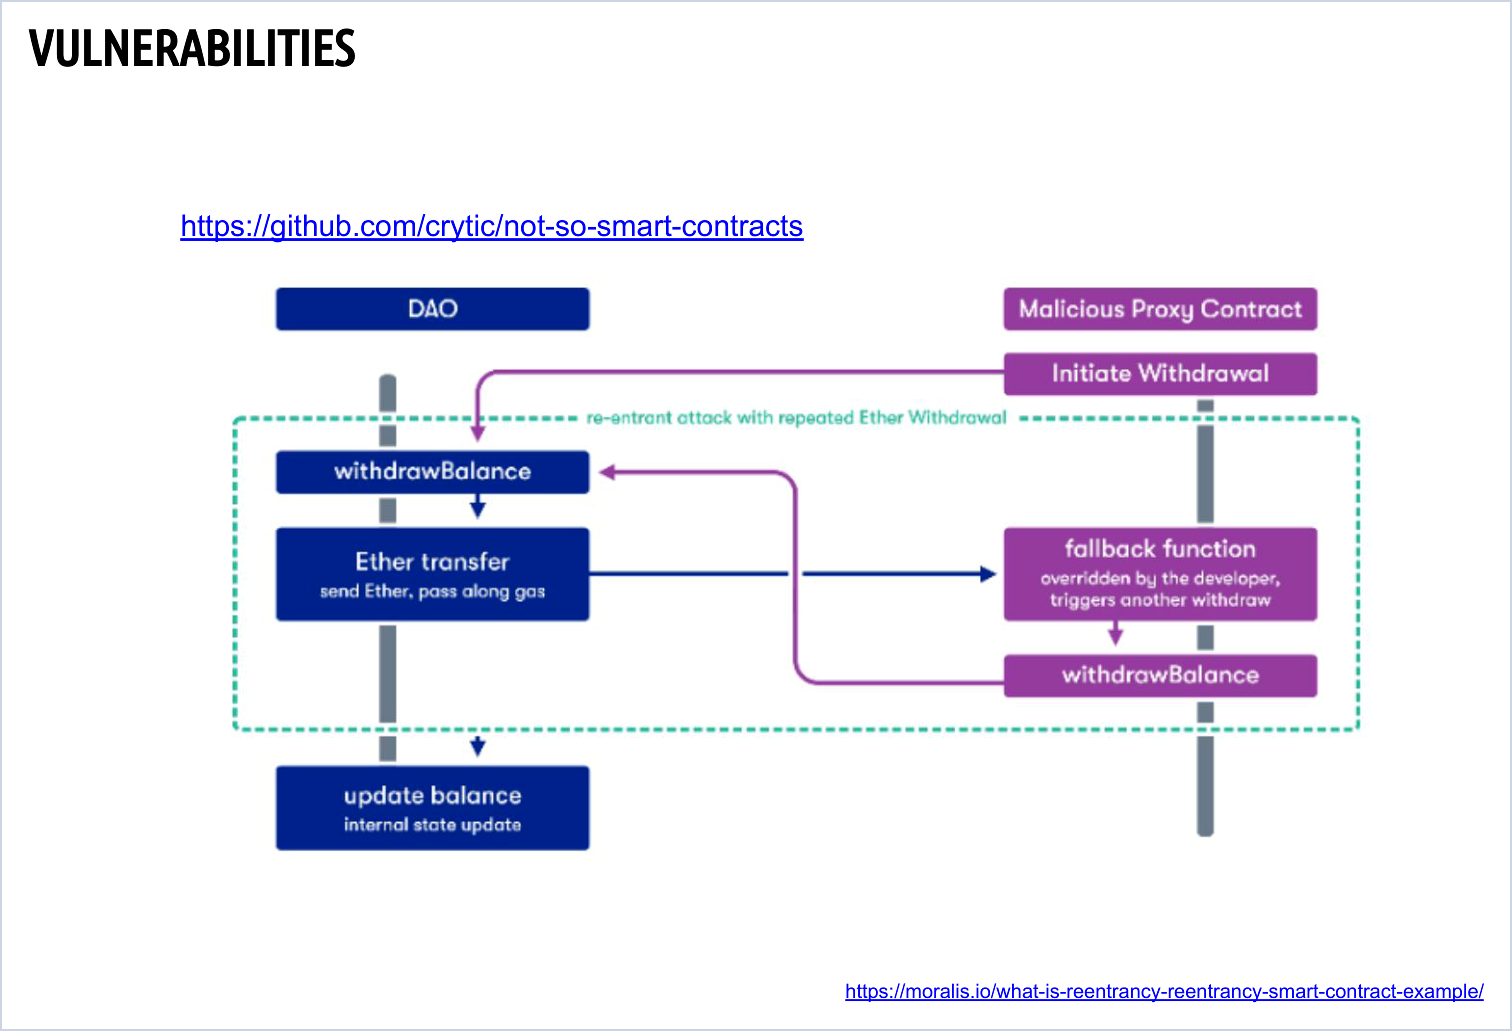 VULNERABILITIES
https://github.com/crytic/not-so-smart-contracts
DAO
Malicious Proxy Contract
Initiate Withdrawal
re-entrant attack with repeated Ether Withdrawal
withdrawBalance
Ether transfer
send Ether, pass along gas
fallback function
overridden by the developer,
triggers another withdraw
withdrawBalance
update balance
internal state update
https://moralis.io/what-is-reentrancy-reentrancy-smart-contract-example/